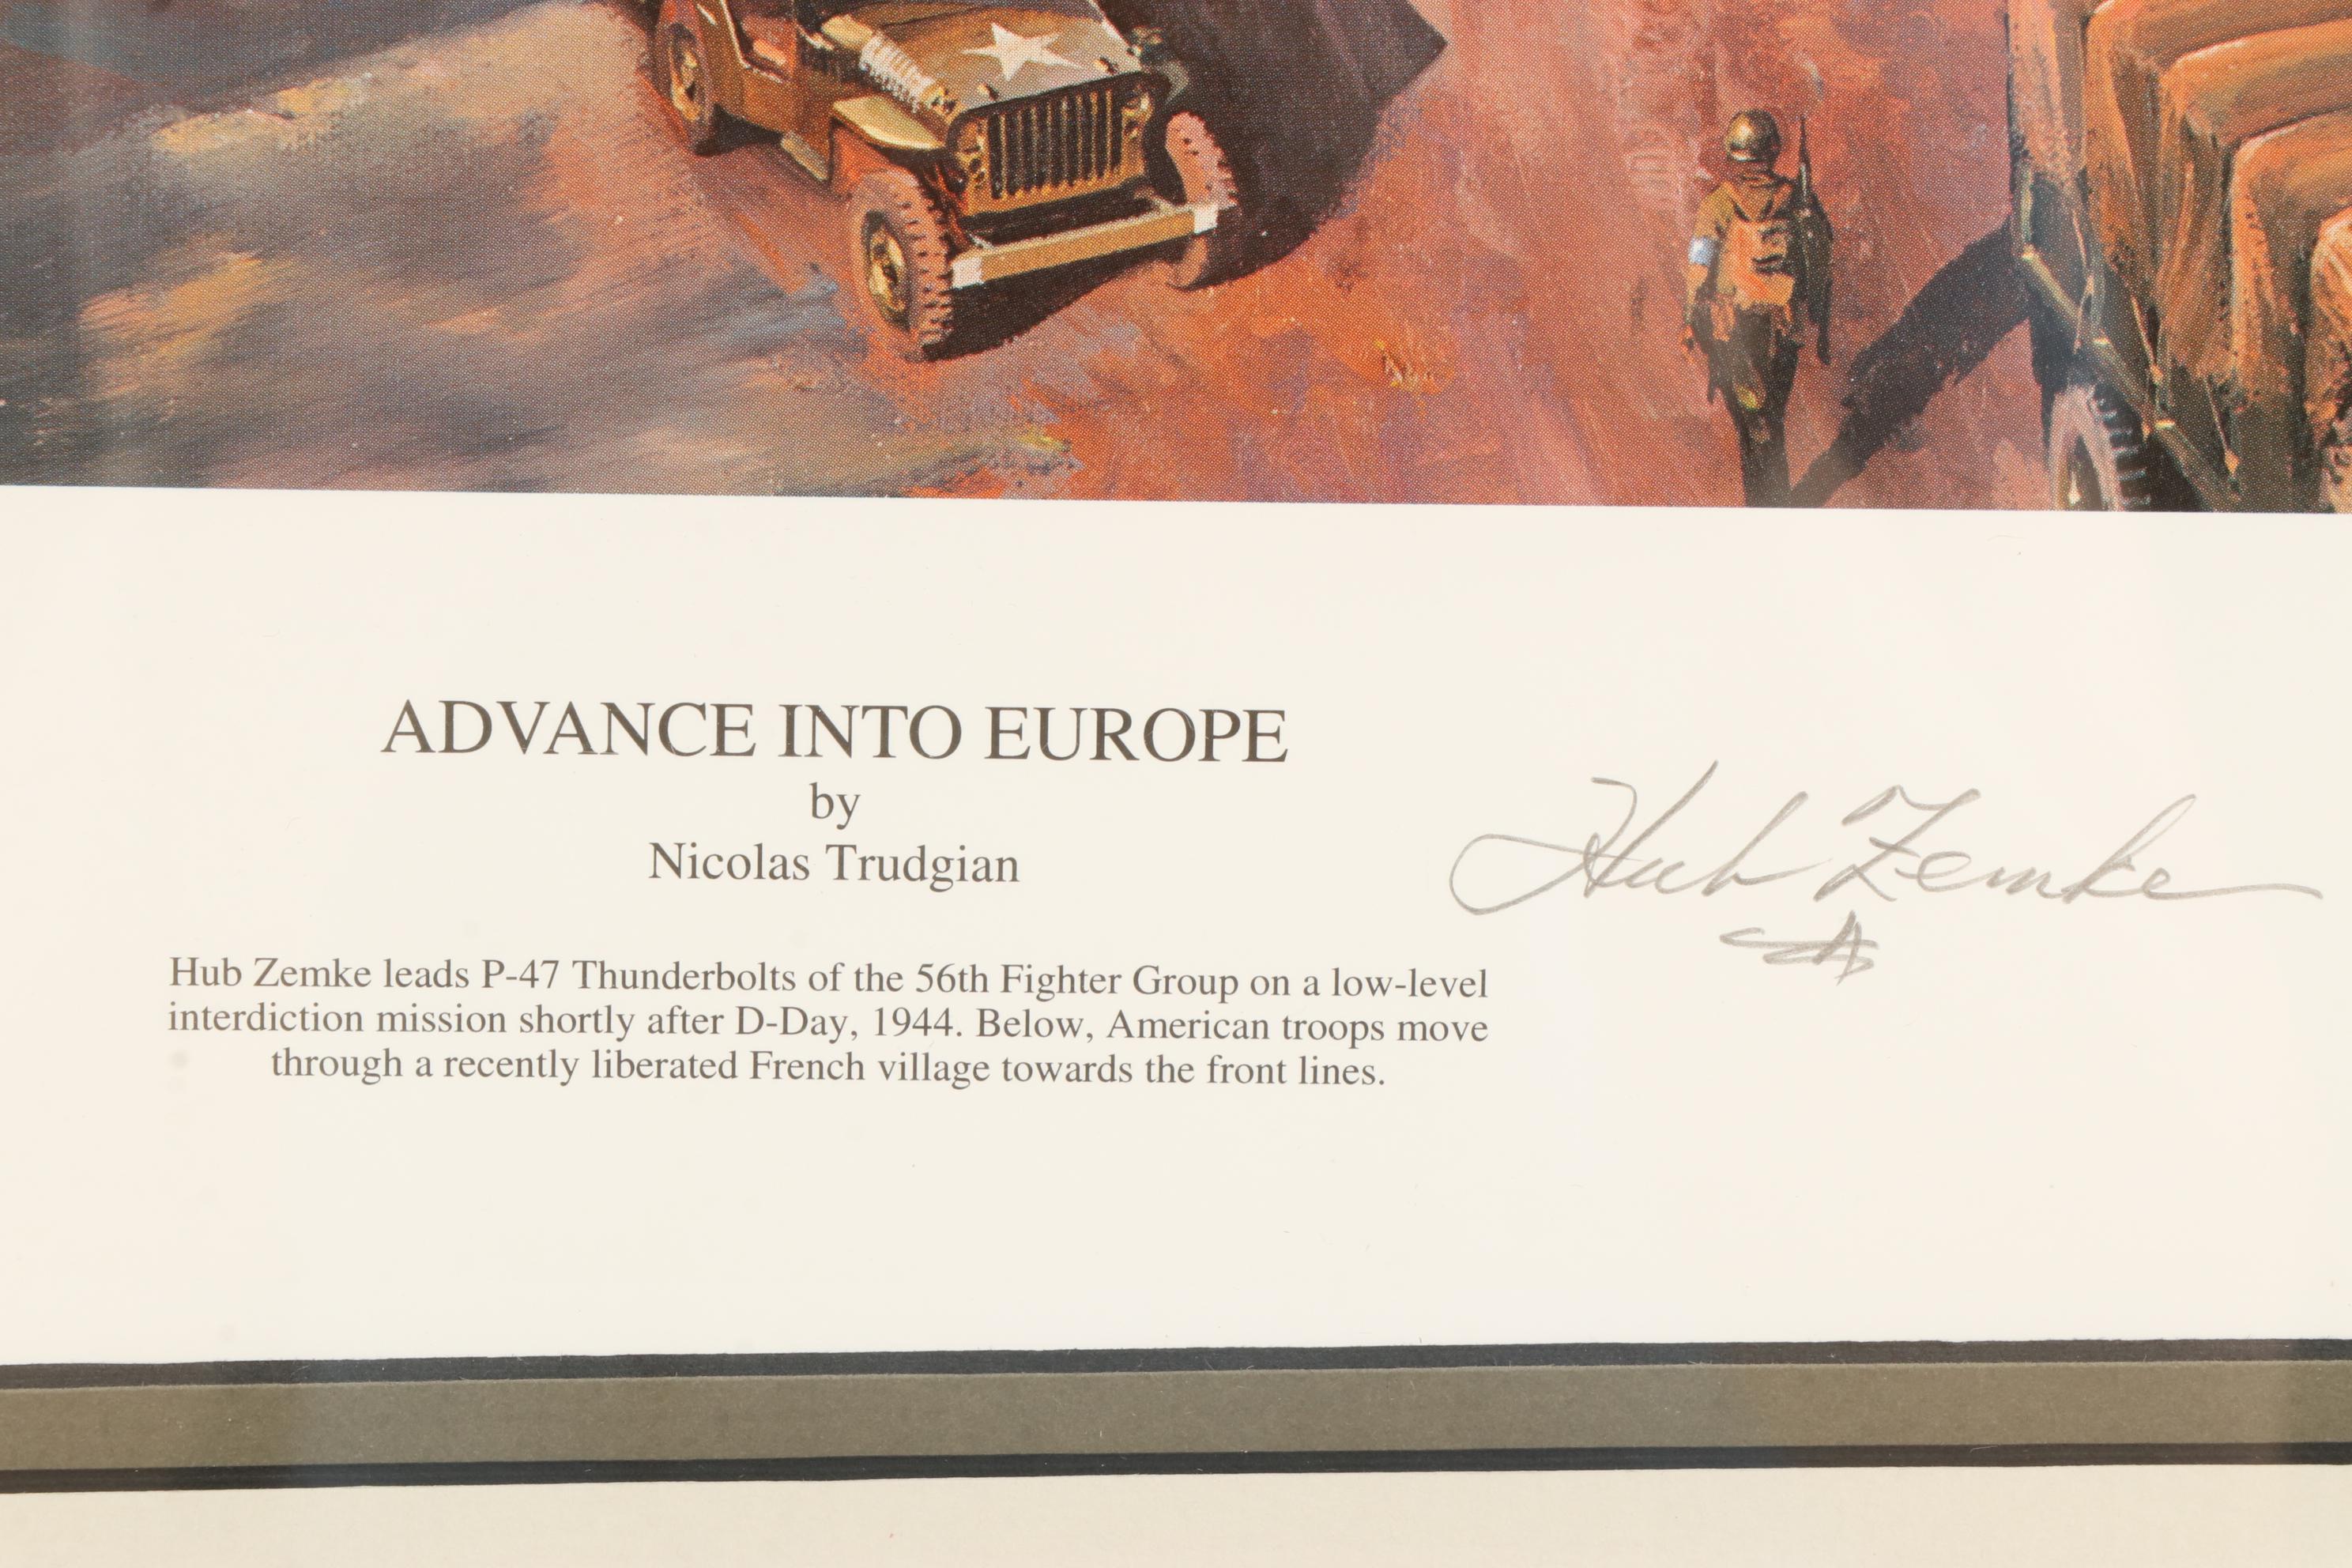 ADVANCE INTO EUROPE
by
Nicolas Trudgian
Hub Zemke leads P-47 Thunderbolts of the 56th Fighter Group on a low-level
interdiction mission shortly after D-Day, 1944. Below, American troops move
through a recently liberated French village towards the front lines.
Hub Zemke